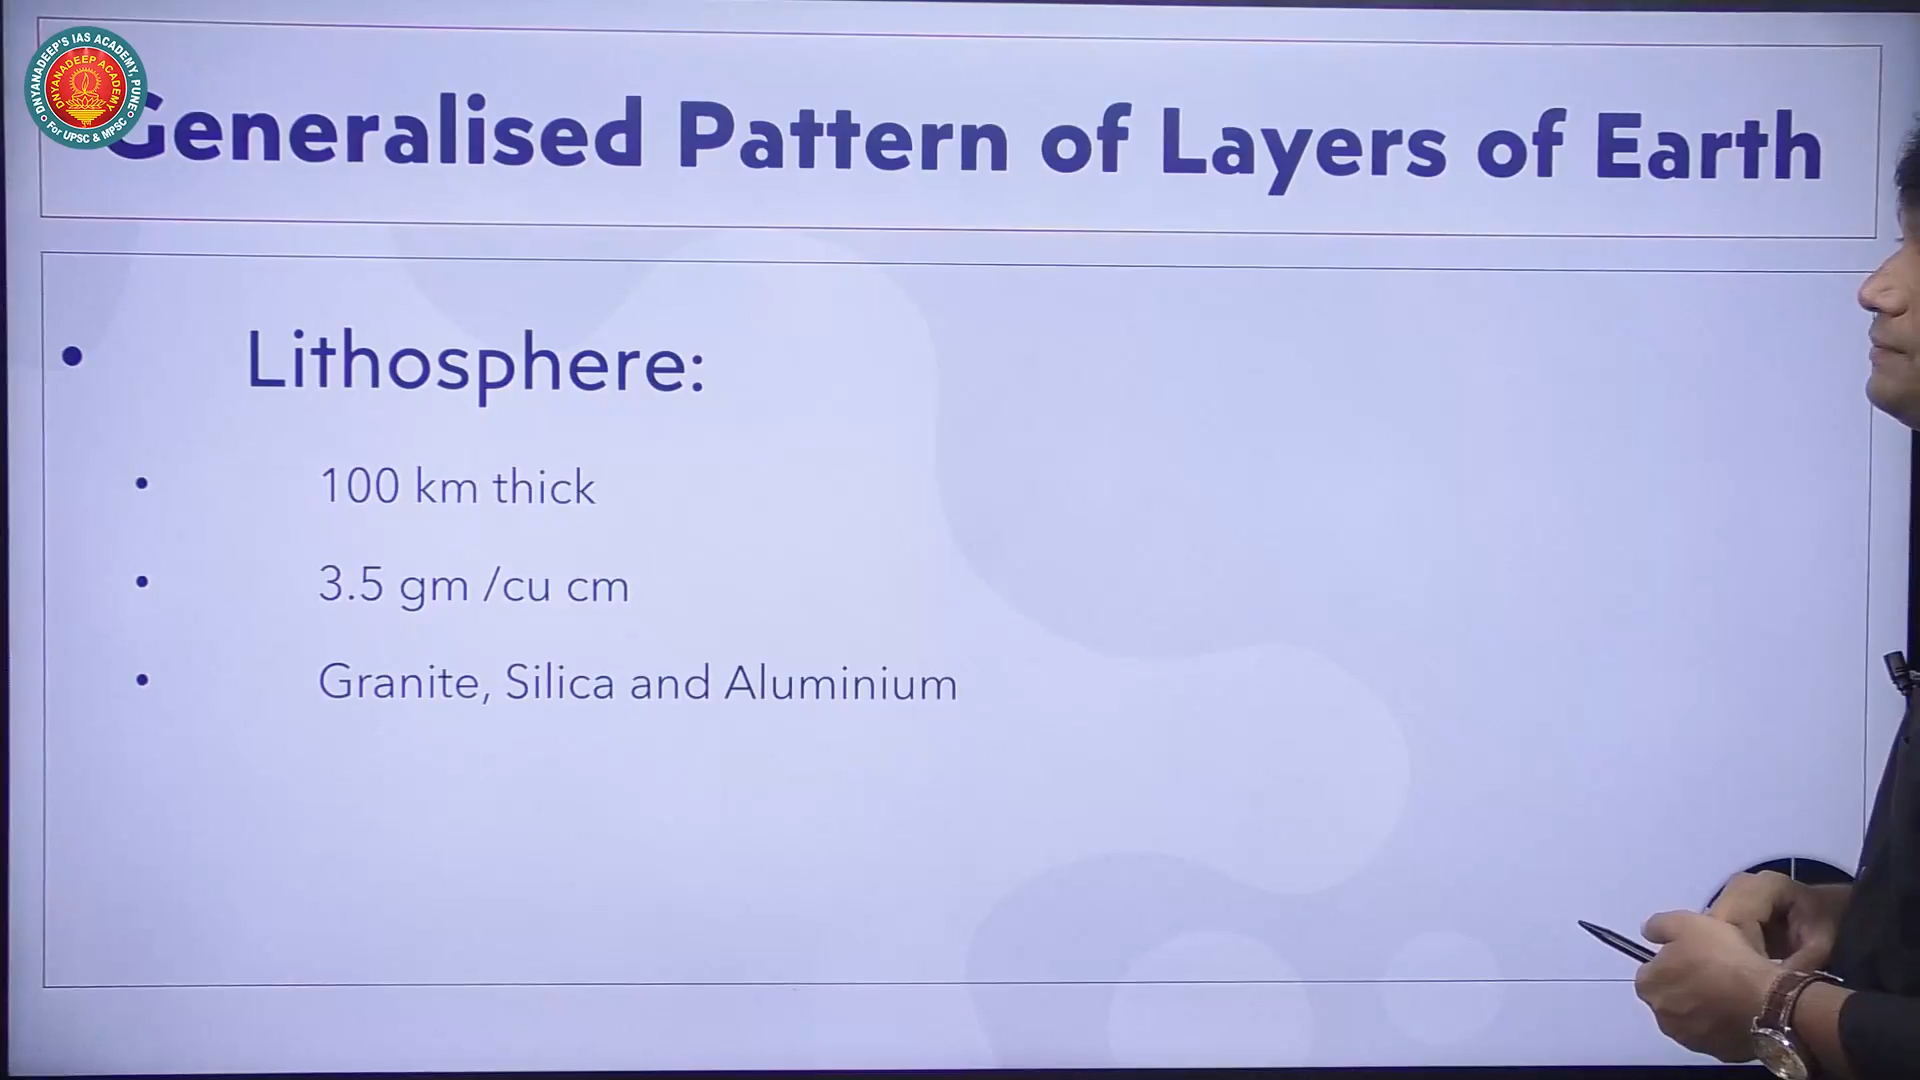 DNYANADEEP'S IAS ACADEMY, PUNE.
DNYANADEEP ACADEMY
For UPSC & MPSC
Generalised Pattern of Layers of Earth
• Lithosphere:
• 100 km thick
• 3.5 gm /cu cm
• Granite, Silica and Aluminium